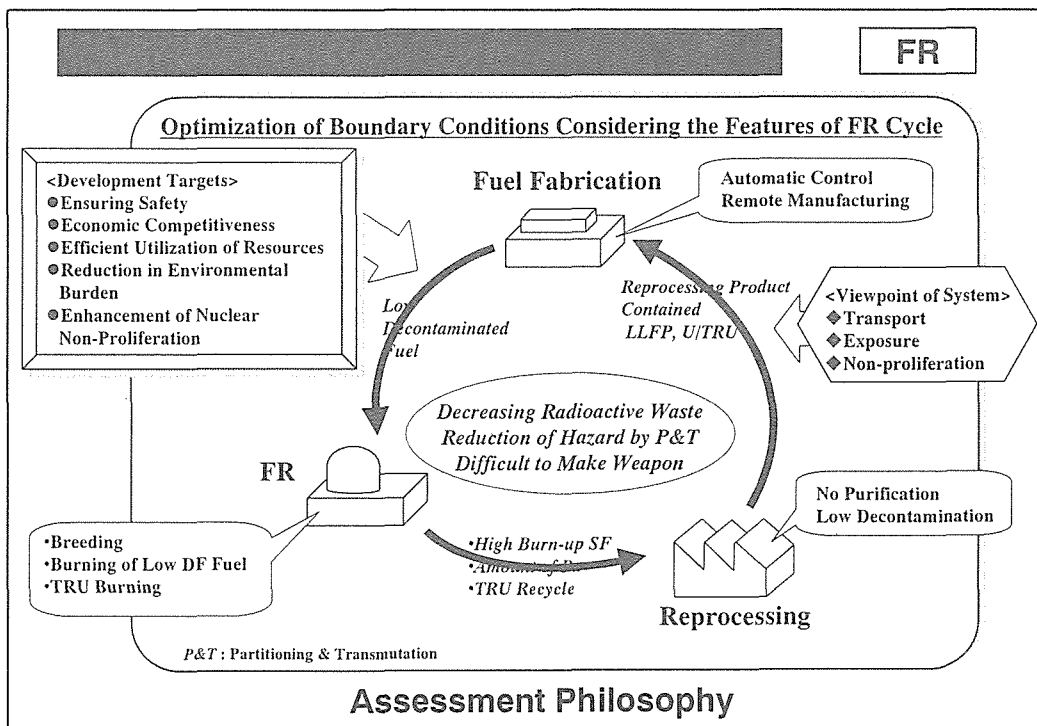 FR
Optimization of Boundary Conditions Considering the Features of FR Cycle
<Development Targets>
●Ensuring Safety
●Economic Competitiveness
●Efficient Utilization of Resources
●Reduction in Environmental
Burden
●Enhancement of Nuclear
Non-Proliferation
Fuel Fabrication
Automatic Control
Remote Manufacturing
Low
Decontaminated
Fuel
Reprocessing Product
Contained
LLFP, U/TRU
<Viewpoint of System>
◆Transport
◆Exposure
◆Non-proliferation
Decreasing Radioactive Waste
Reduction of Hazard by P&T
Difficult to Make Weapon
FR
•Breeding
•Burning of Low DF Fuel
•TRU Burning
•High Burn-up SF
•Amount of
•TRU Recycle
No Purification
Low Decontamination
Reprocessing
P&T : Partitioning & Transmutation
Assessment Philosophy